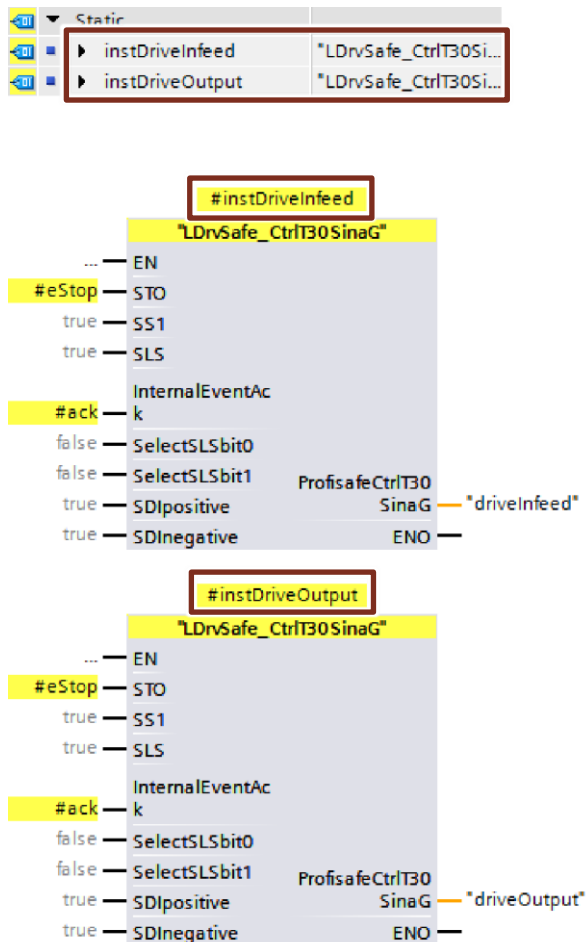 Static
instDriveInfeed "LDrvSafe_CtrlT30Si...
instDriveOutput "LDrvSafe_CtrlT30Si...
#instDriveInfeed
"LDrvSafe_CtrlT30SinaG"
... EN
#eStop STO
true SS1
true SLS
InternalEventAc
#ack k
false SelectSLSbit0
false SelectSLSbit1 ProfisafeCtrlT30
true SDIpositive SinaG "driveInfeed"
true SDInegative ENO
#instDriveOutput
"LDrvSafe_CtrlT30SinaG"
... EN
#eStop STO
true SS1
true SLS
InternalEventAc
#ack k
false SelectSLSbit0
false SelectSLSbit1 ProfisafeCtrlT30
true SDIpositive SinaG "driveOutput"
true SDInegative ENO